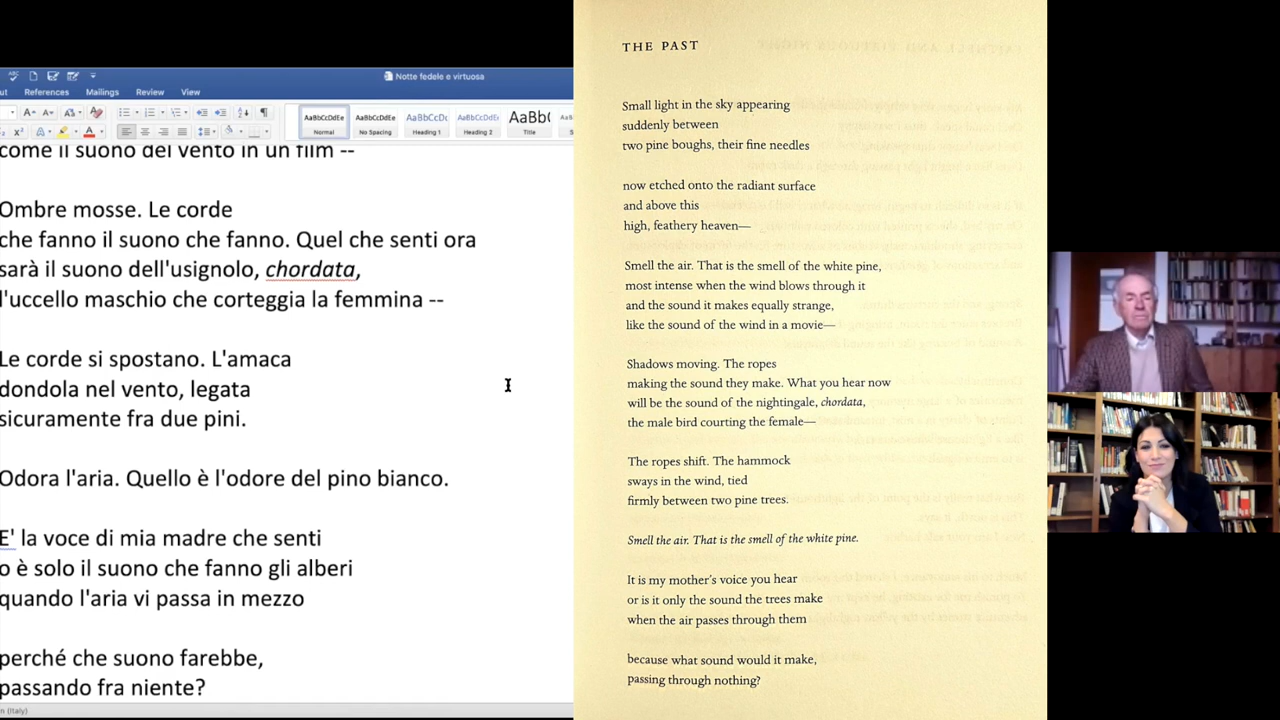 Notte fedele e virtuosa
References Mailings Review View
AaBbCcDdEe AaBbCcDdEe AaBbCcDc AaBbCcDdEe AaBb(
Normal No Spacing Heading 1 Heading 2 Title
come il suono del vento in un film --
Ombre mosse. Le corde
che fanno il suono che fanno. Quel che senti ora
sarà il suono dell'usignolo, chordata,
l'uccello maschio che corteggia la femmina --
Le corde si spostano. L'amaca
dondola nel vento, legata
sicuramente fra due pini.
Odora l'aria. Quello è l'odore del pino bianco.
E' la voce di mia madre che senti
o è solo il suono che fanno gli alberi
quando l'aria vi passa in mezzo
perché che suono farebbe,
passando fra niente?
(Italy)
THE PAST
Small light in the sky appearing
suddenly between
two pine boughs, their fine needles
now etched onto the radiant surface
and above this
high, feathery heaven—
Smell the air. That is the smell of the white pine,
most intense when the wind blows through it
and the sound it makes equally strange,
like the sound of the wind in a movie—
Shadows moving. The ropes
making the sound they make. What you hear now
will be the sound of the nightingale, chordata,
the male bird courting the female—
The ropes shift. The hammock
sways in the wind, tied
firmly between two pine trees.
Smell the air. That is the smell of the white pine.
It is my mother's voice you hear
or is it only the sound the trees make
when the air passes through them
because what sound would it make,
passing through nothing?